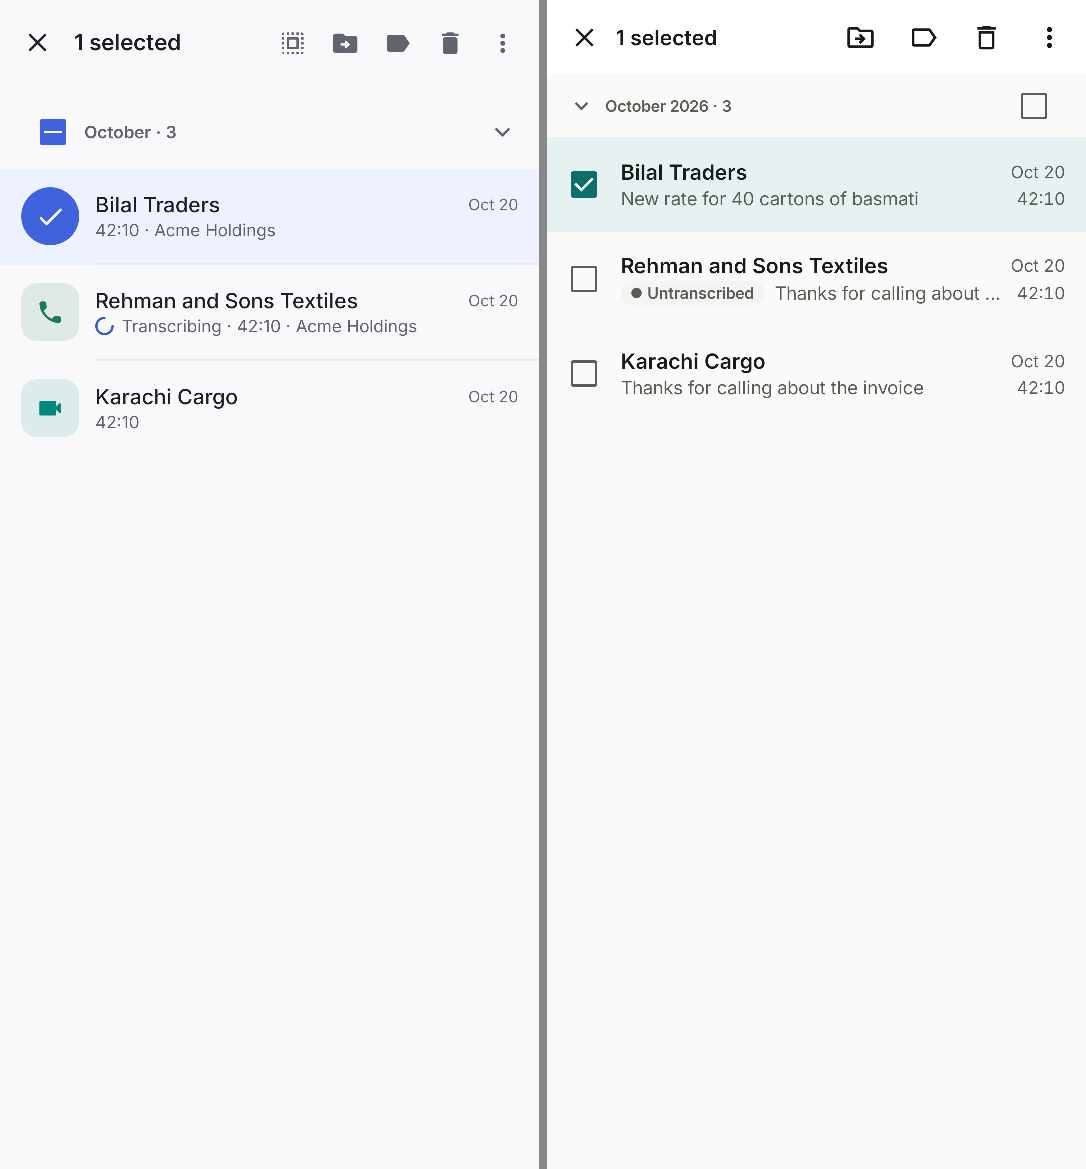 1 selected
October · 3
Bilal Traders
Oct 20
42:10 · Acme Holdings
Rehman and Sons Textiles
Oct 20
Transcribing · 42:10 · Acme Holdings
Karachi Cargo
Oct 20
42:10
1 selected
October 2026 · 3
Bilal Traders
Oct 20
New rate for 40 cartons of basmati
42:10
Rehman and Sons Textiles
Oct 20
Untranscribed
Thanks for calling about ...
42:10
Karachi Cargo
Oct 20
Thanks for calling about the invoice
42:10